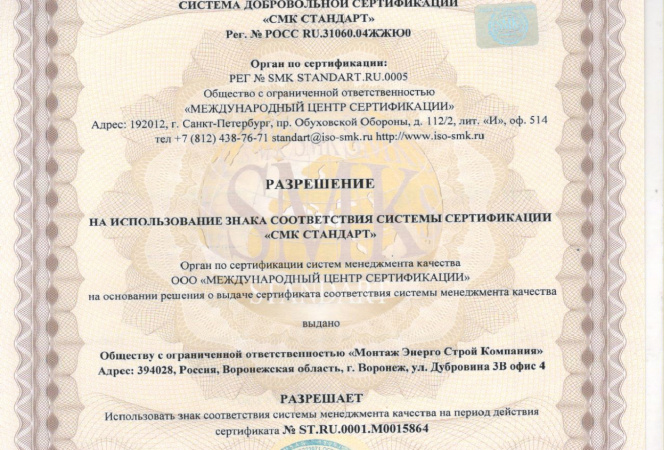 СИСТЕМА ДОБРОВОЛЬНОЙ СЕРТИФИКАЦИИ
«СМК СТАНДАРТ»
Рег. № РОСС RU.31060.04ЖЖЮ0
Орган по сертификации:
РЕГ № SMK STANDART.RU.0005
Общество с ограниченной ответственностью
«МЕЖДУНАРОДНЫЙ ЦЕНТР СЕРТИФИКАЦИИ»
Адрес: 192012, г. Санкт-Петербург, пр. Обуховской Обороны, д. 112/2, лит. «И», оф. 514
тел +7 (812) 438-76-71 standart@iso-smk.ru http://www.iso-smk.ru
SMK
РАЗРЕШЕНИЕ
НА ИСПОЛЬЗОВАНИЕ ЗНАКА СООТВЕТСТВИЯ СИСТЕМЫ СЕРТИФИКАЦИИ
«СМК СТАНДАРТ»
Орган по сертификации систем менеджмента качества
ООО «МЕЖДУНАРОДНЫЙ ЦЕНТР СЕРТИФИКАЦИИ»
на основании решения о выдаче сертификата соответствия системы менеджмента качества
выдано
Обществу с ограниченной ответственностью «Монтаж Энерго Строй Компания»
Адрес: 394028, Россия, Воронежская область, г. Воронеж, ул. Дубровина 3В офис 4
РАЗРЕШАЕТ
Использовать знак соответствия системы менеджмента качества на период действия
сертификата № ST.RU.0001.M0015864